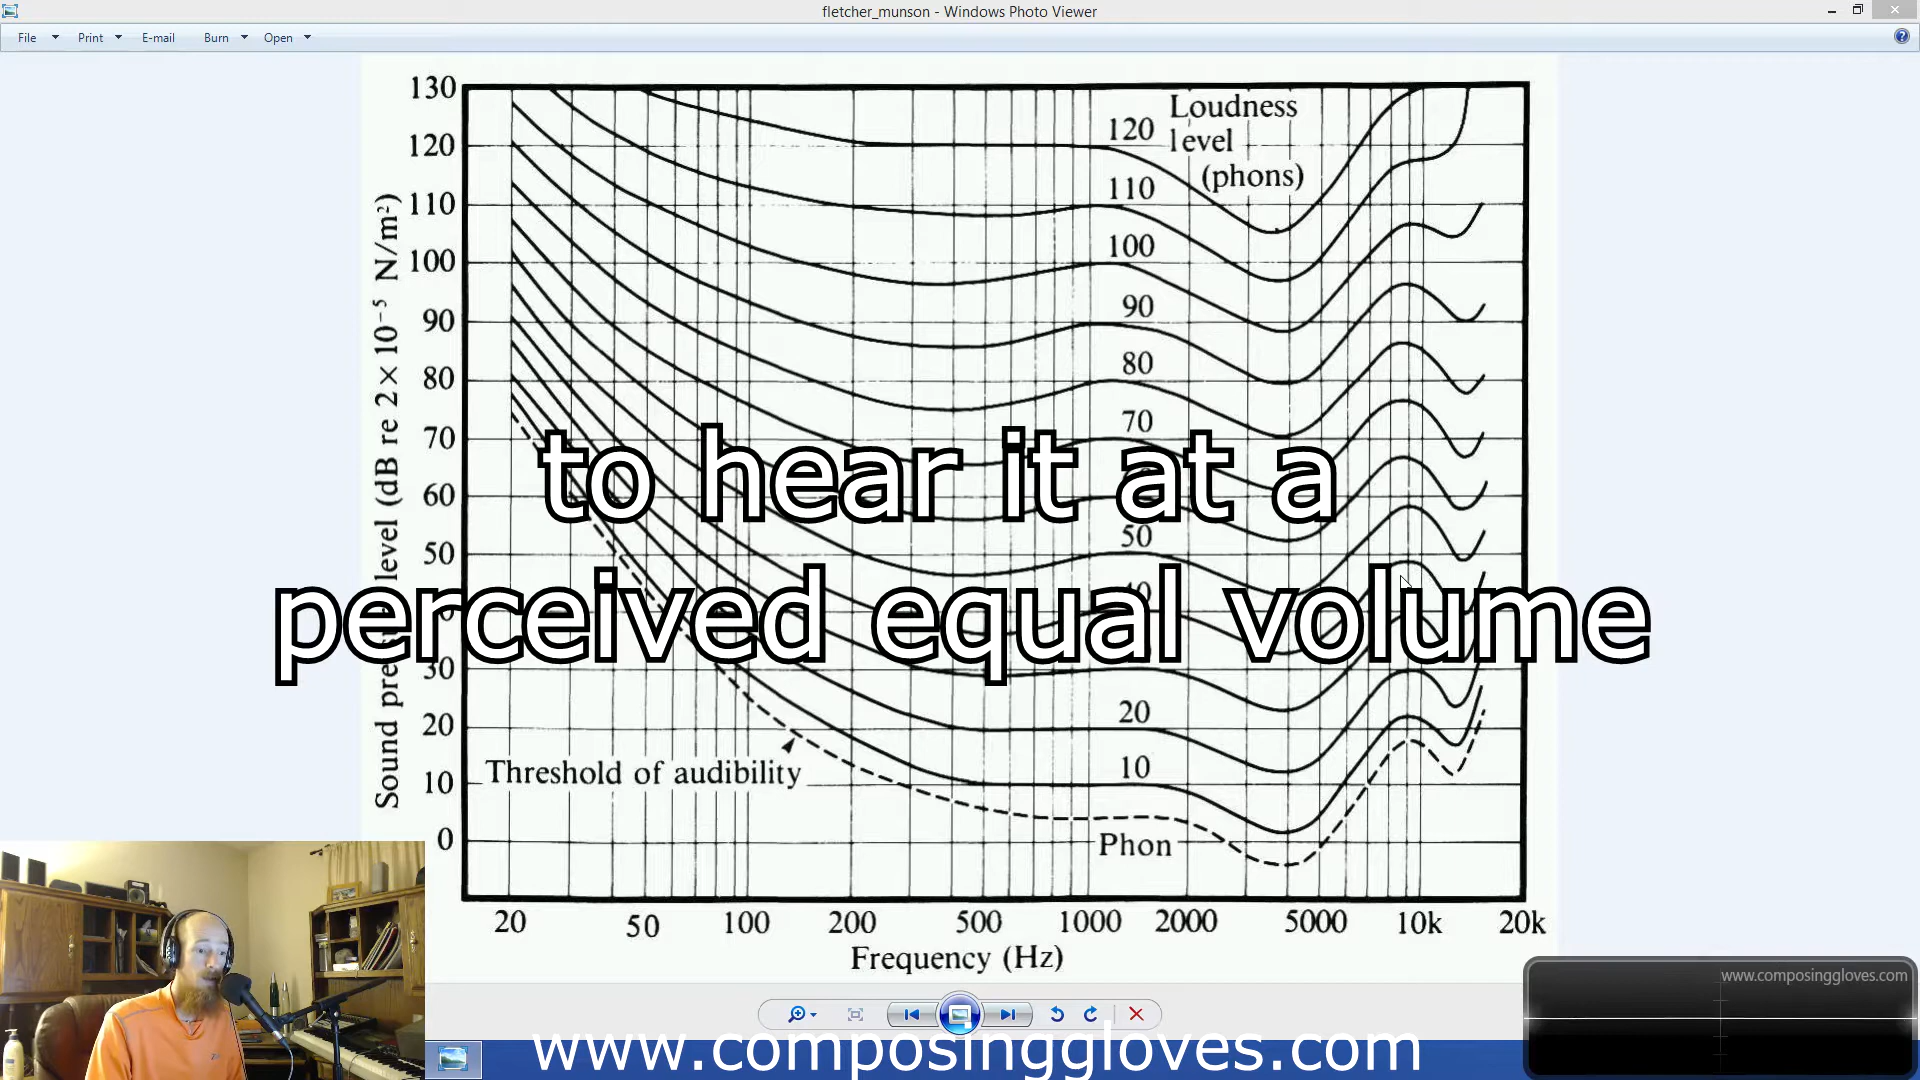 fletcher_munson - Windows Photo Viewer
File Print E-mail Burn Open
130
120
110
100
90
80
70
60
50
30
20
10
0
Sound pre level (dB re 2 × 10⁻⁵ N/m²)
Loudness
level
(phons)
120
110
100
90
80
70
50
40
20
10
Phon
Threshold of audibility
to hear it at a
perceived equal volume
20 50 100 200 500 1000 2000 5000 10k 20k
Frequency (Hz)
www.composinggloves.com
www.composinggloves.com